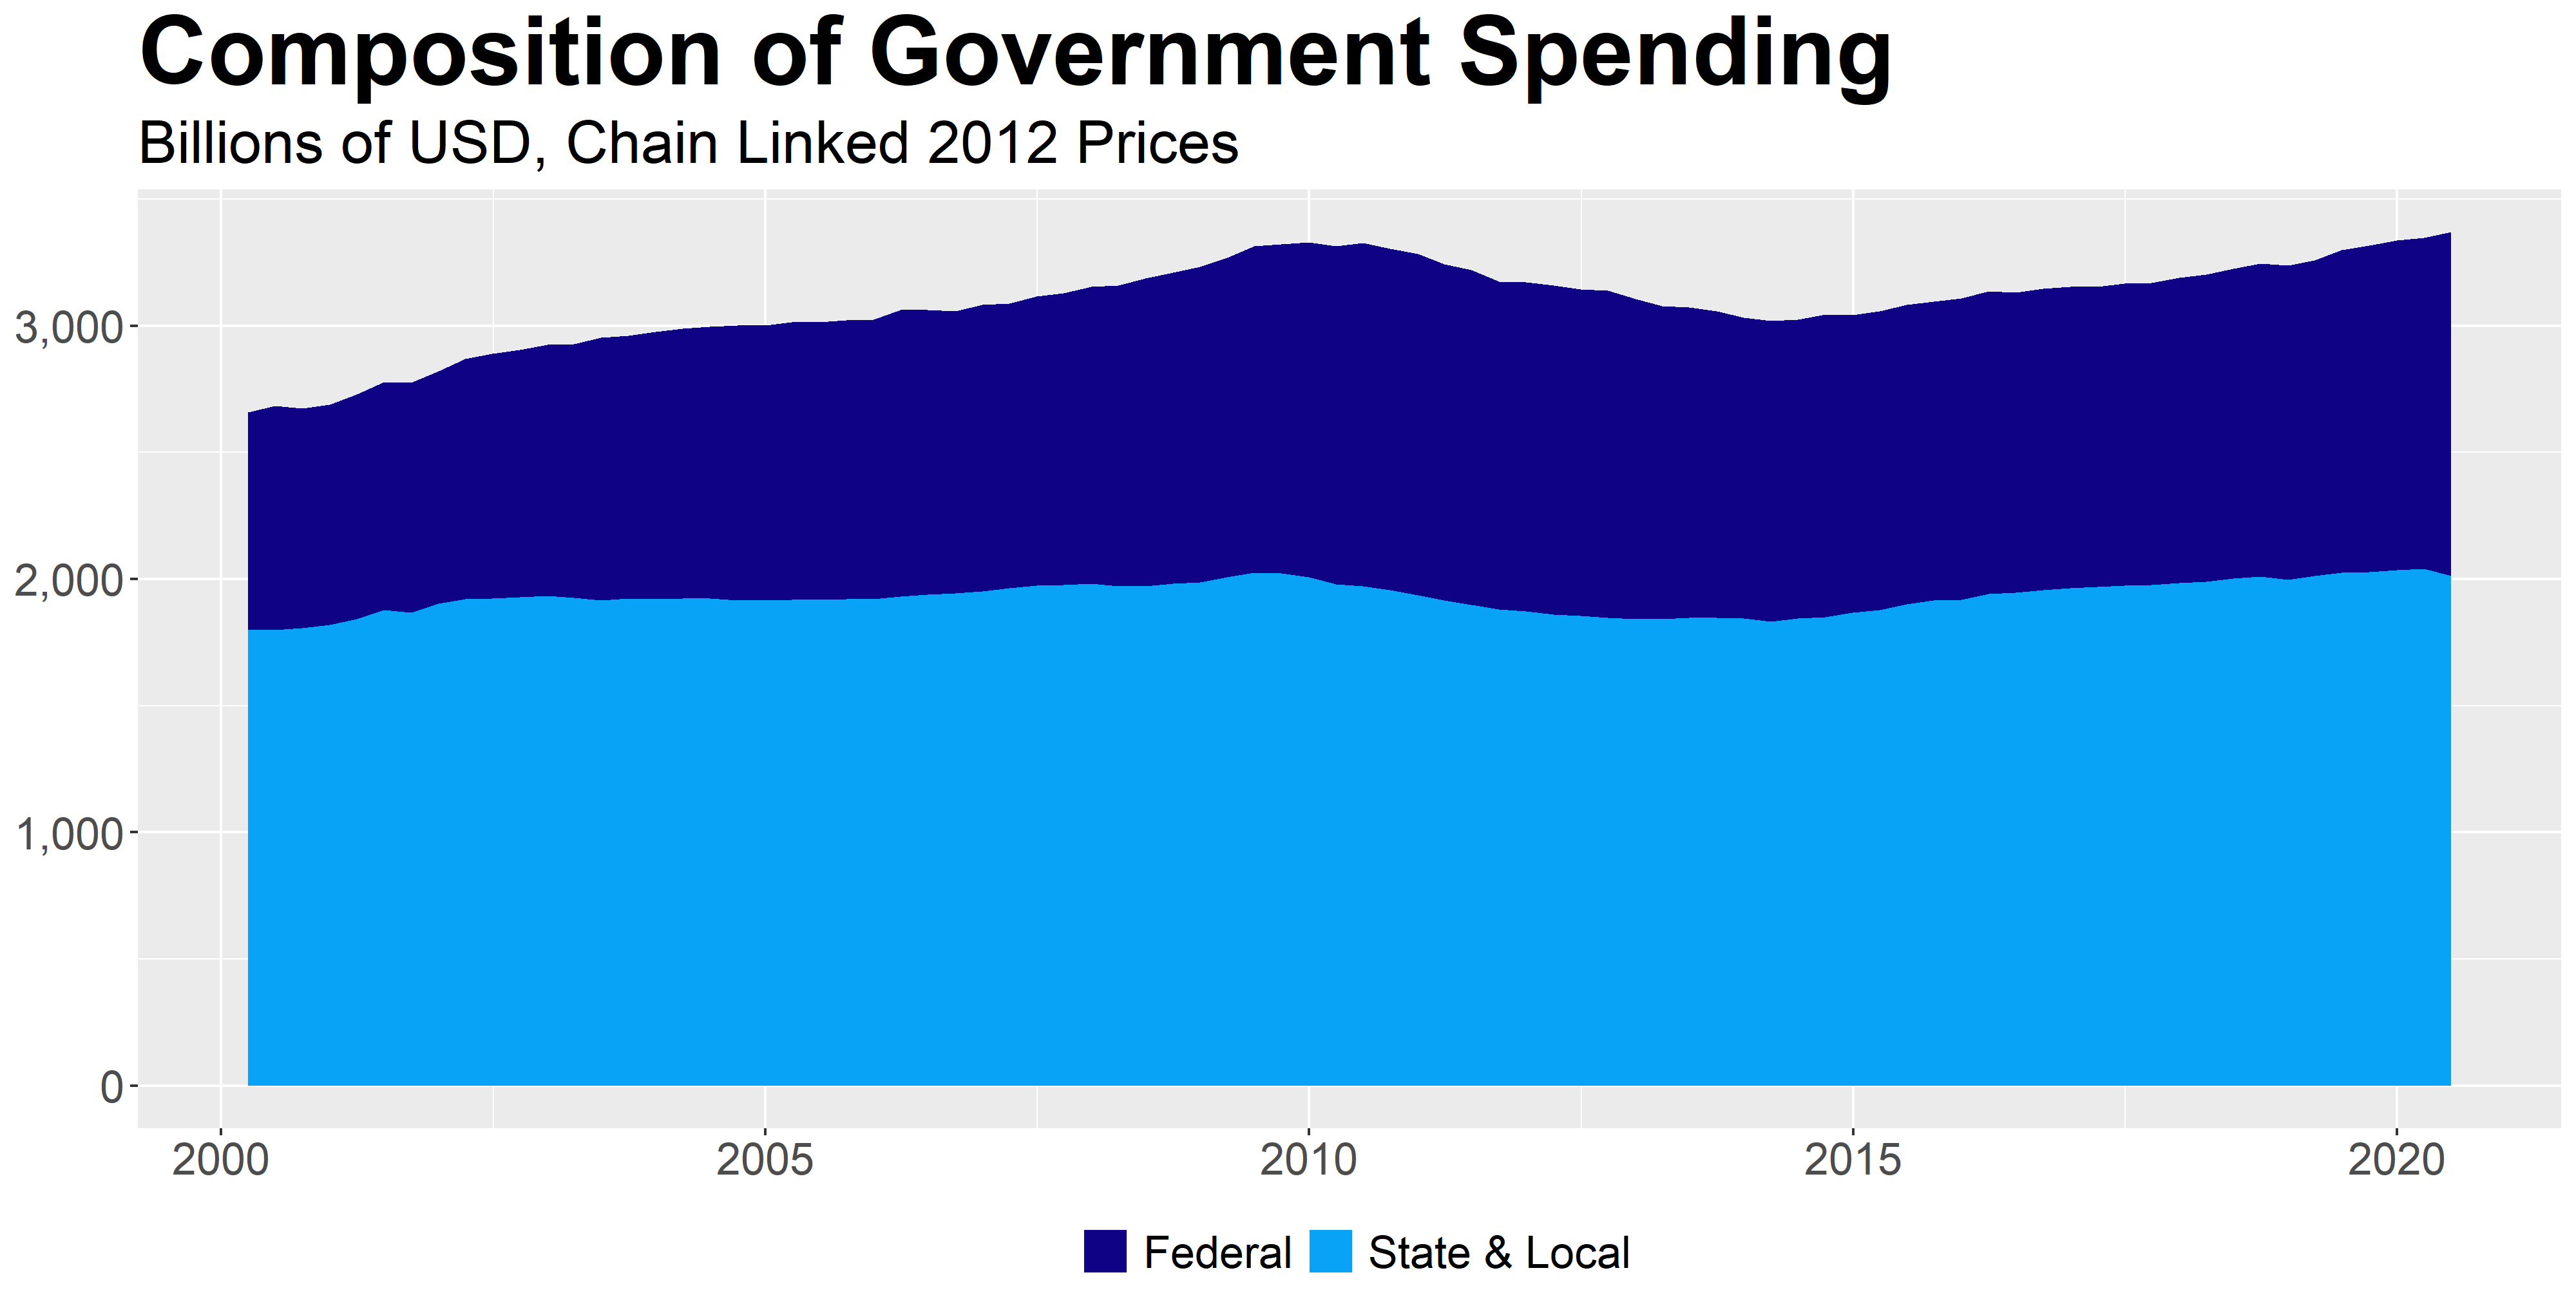 Composition of Government Spending
Billions of USD, Chain Linked 2012 Prices
3,000
2,000
1,000
0
2000 2005 2010 2015 2020
Federal State & Local